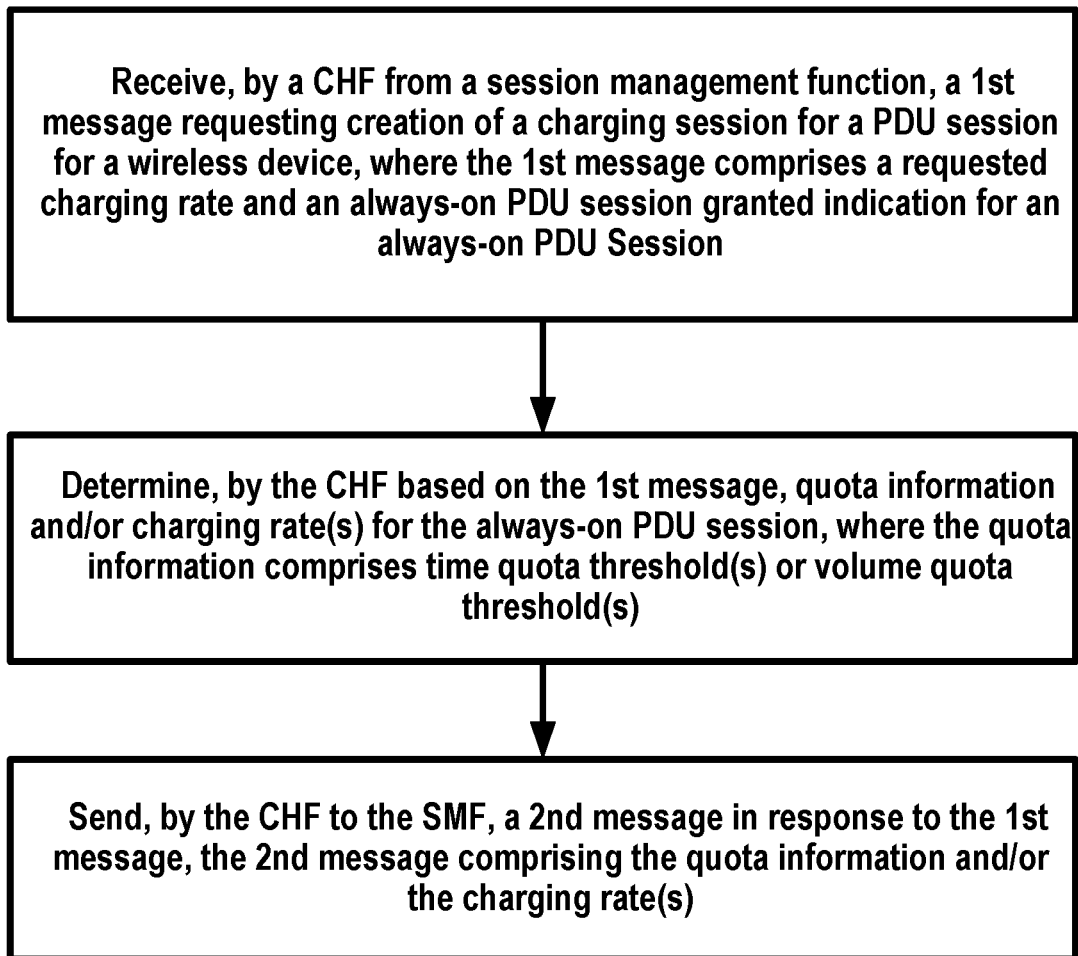 Receive, by a CHF from a session management function, a 1st
message requesting creation of a charging session for a PDU session
for a wireless device, where the 1st message comprises a requested
charging rate and an always-on PDU session granted indication for an
always-on PDU Session
Determine, by the CHF based on the 1st message, quota information
and/or charging rate(s) for the always-on PDU session, where the quota
information comprises time quota threshold(s) or volume quota
threshold(s)
Send, by the CHF to the SMF, a 2nd message in response to the 1st
message, the 2nd message comprising the quota information and/or
the charging rate(s)